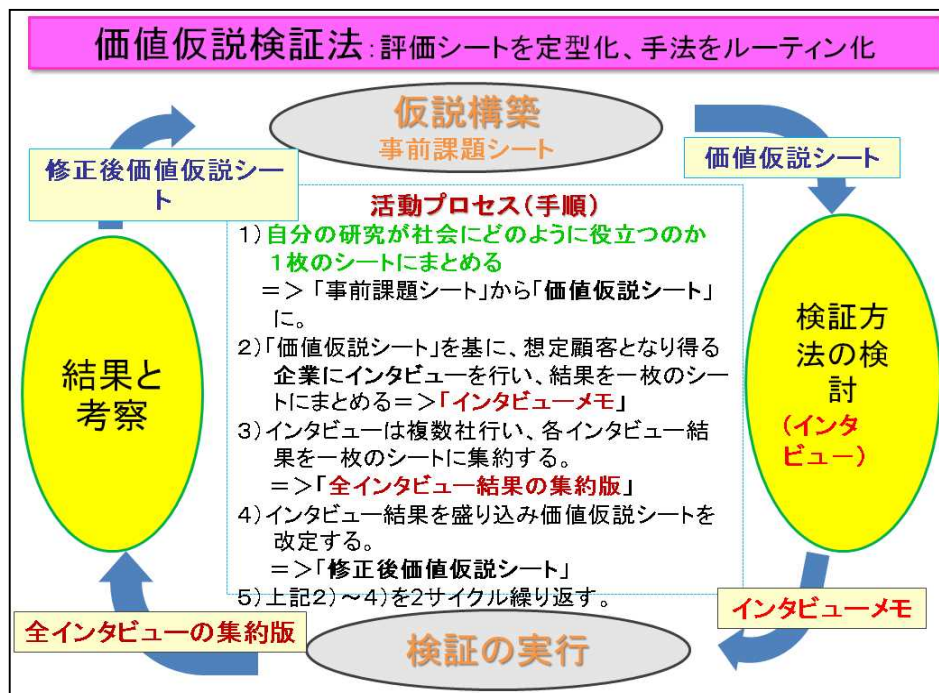 価値仮説検証法：評価シートを定型化、手法をルーティン化
仮説構築
事前課題シート
価値仮説シート
修正後価値仮説シー
ト
活動プロセス（手順）
１）自分の研究が社会にどのように役立つのか
１枚のシートにまとめる
＝＞「事前課題シート」から「価値仮説シート」
に。
２）「価値仮説シート」を基に、想定顧客となり得る
企業にインタビューを行い、結果を一枚のシー
トにまとめる＝＞「インタビューメモ」
３）インタビューは複数社行い、各インタビュー結
果を一枚のシートに集約する。
＝＞「全インタビュー結果の集約版」
４）インタビュー結果を盛り込み価値仮説シートを
改定する。
＝＞「修正後価値仮説シート」
５）上記２）～４）を2サイクル繰り返す。
検証方
法の検
討
（インタ
ビュー）
結果と
考察
インタビューメモ
全インタビューの集約版
検証の実行